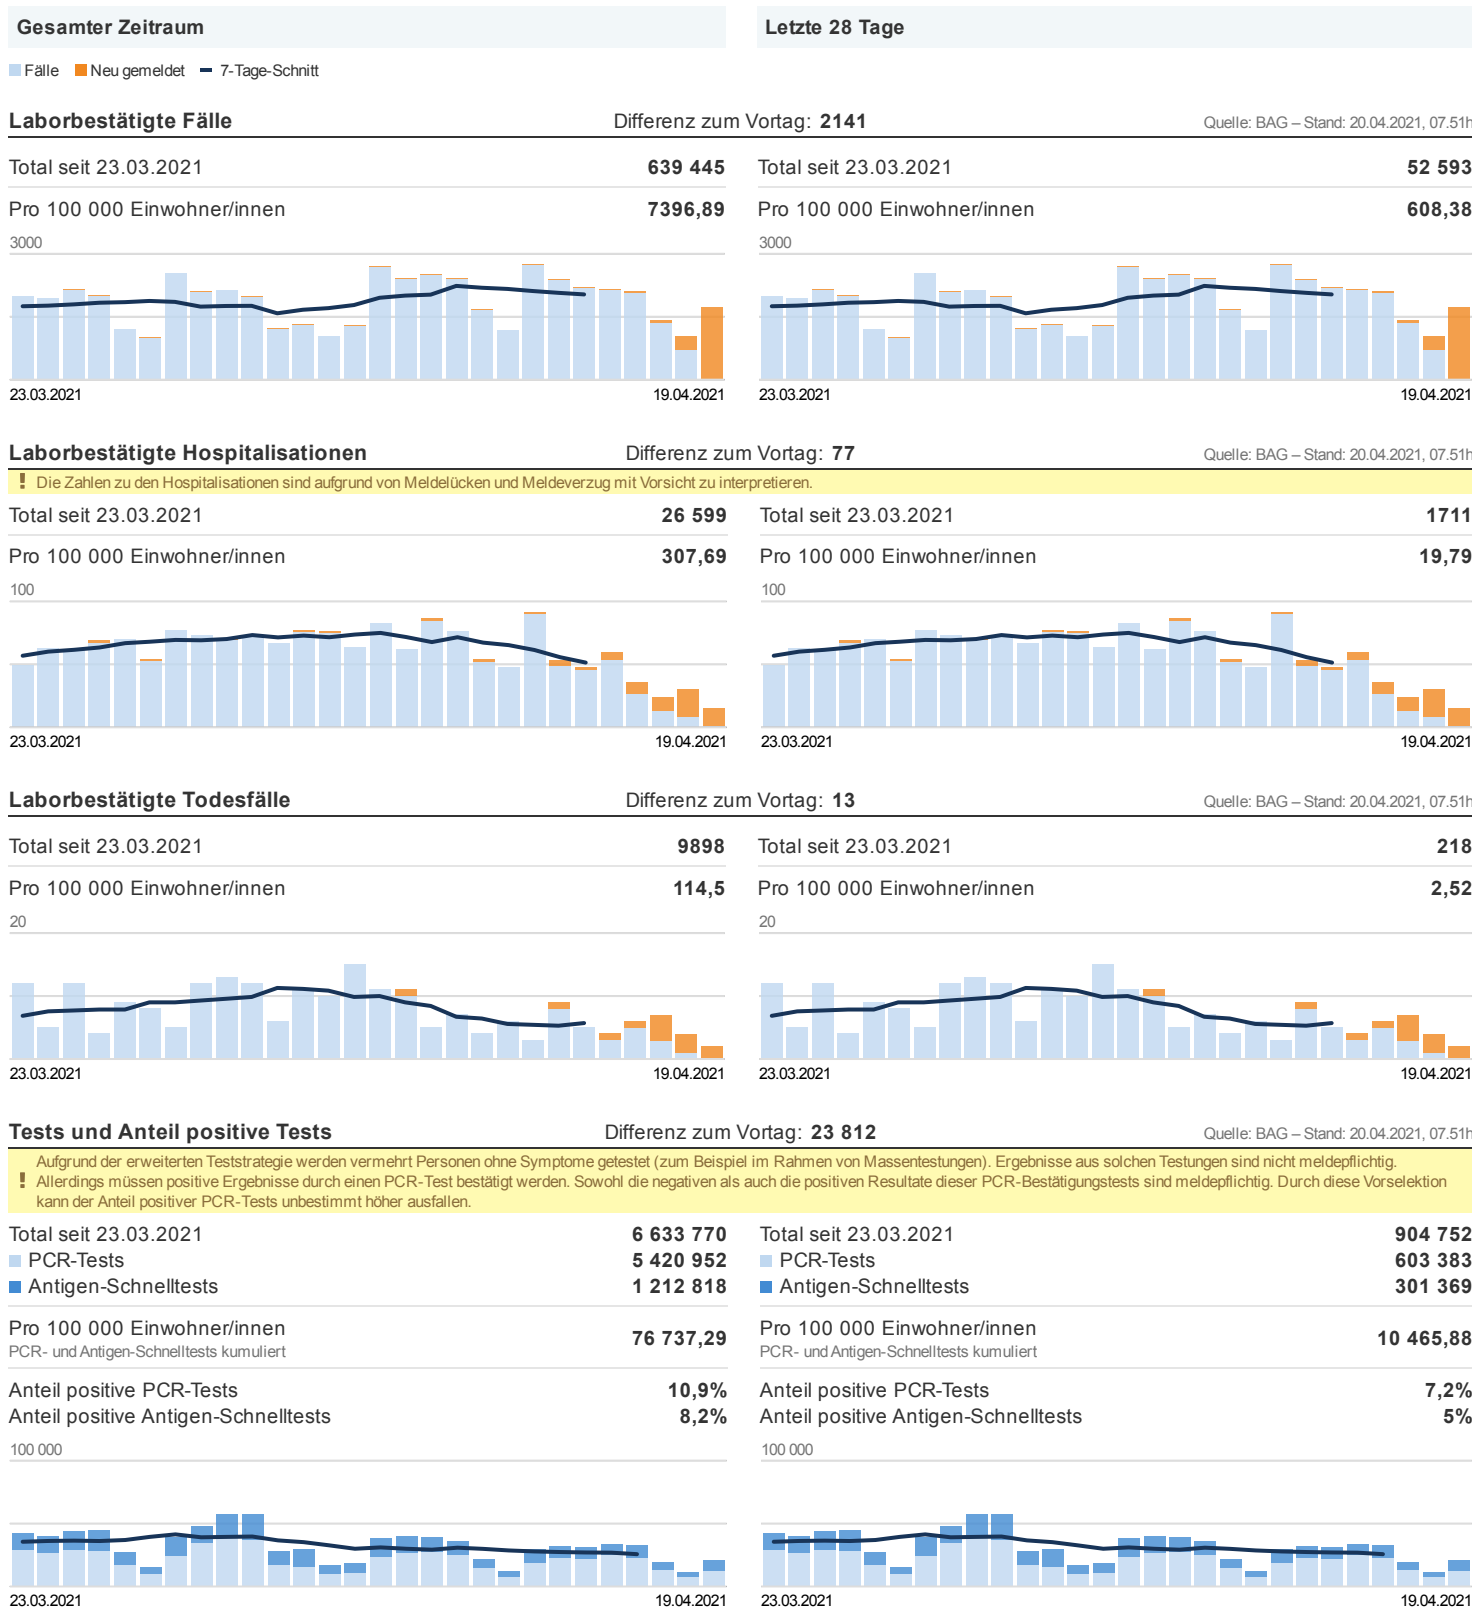 Gesamter Zeitraum
Letzte 28 Tage
Fälle Neu gemeldet 7-Tage-Schnitt
Laborbestätigte Fälle Differenz zum Vortag: 2141 Quelle: BAG – Stand: 20.04.2021, 07.51h
Total seit 23.03.2021 639 445
Pro 100 000 Einwohner/innen 7396,89
3000
23.03.2021 19.04.2021
Total seit 23.03.2021 52 593
Pro 100 000 Einwohner/innen 608,38
3000
23.03.2021 19.04.2021
Laborbestätigte Hospitalisationen Differenz zum Vortag: 77 Quelle: BAG – Stand: 20.04.2021, 07.51h
! Die Zahlen zu den Hospitalisationen sind aufgrund von Meldelücken und Meldeverzug mit Vorsicht zu interpretieren.
Total seit 23.03.2021 26 599
Pro 100 000 Einwohner/innen 307,69
100
23.03.2021 19.04.2021
Total seit 23.03.2021 1711
Pro 100 000 Einwohner/innen 19,79
100
23.03.2021 19.04.2021
Laborbestätigte Todesfälle Differenz zum Vortag: 13 Quelle: BAG – Stand: 20.04.2021, 07.51h
Total seit 23.03.2021 9898
Pro 100 000 Einwohner/innen 114,5
20
23.03.2021 19.04.2021
Total seit 23.03.2021 218
Pro 100 000 Einwohner/innen 2,52
20
23.03.2021 19.04.2021
Tests und Anteil positive Tests Differenz zum Vortag: 23 812 Quelle: BAG – Stand: 20.04.2021, 07.51h
Aufgrund der erweiterten Teststrategie werden vermehrt Personen ohne Symptome getestet (zum Beispiel im Rahmen von Massentestungen). Ergebnisse aus solchen Testungen sind nicht meldepflichtig.
! Allerdings müssen positive Ergebnisse durch einen PCR-Test bestätigt werden. Sowohl die negativen als auch die positiven Resultate dieser PCR-Bestätigungstests sind meldepflichtig. Durch diese Vorselektion
kann der Anteil positiver PCR-Tests unbestimmt höher ausfallen.
Total seit 23.03.2021 6 633 770
PCR-Tests 5 420 952
Antigen-Schnelltests 1 212 818
Pro 100 000 Einwohner/innen 76 737,29
PCR- und Antigen-Schnelltests kumuliert
Anteil positive PCR-Tests 10,9%
Anteil positive Antigen-Schnelltests 8,2%
100 000
23.03.2021 19.04.2021
Total seit 23.03.2021 904 752
PCR-Tests 603 383
Antigen-Schnelltests 301 369
Pro 100 000 Einwohner/innen 10 465,88
PCR- und Antigen-Schnelltests kumuliert
Anteil positive PCR-Tests 7,2%
Anteil positive Antigen-Schnelltests 5%
100 000
23.03.2021 19.04.2021